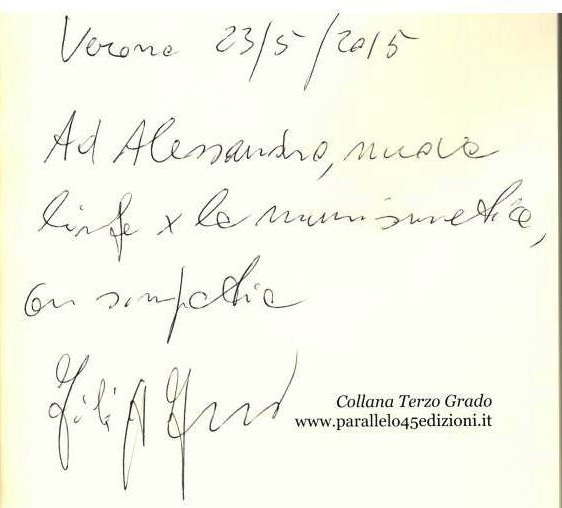 Verona 23/5/2015
Ad Alessandro, nuova
linfa x la numismatica,
con simpatia
Collana Terzo Grado
www.parallelo45edizioni.it